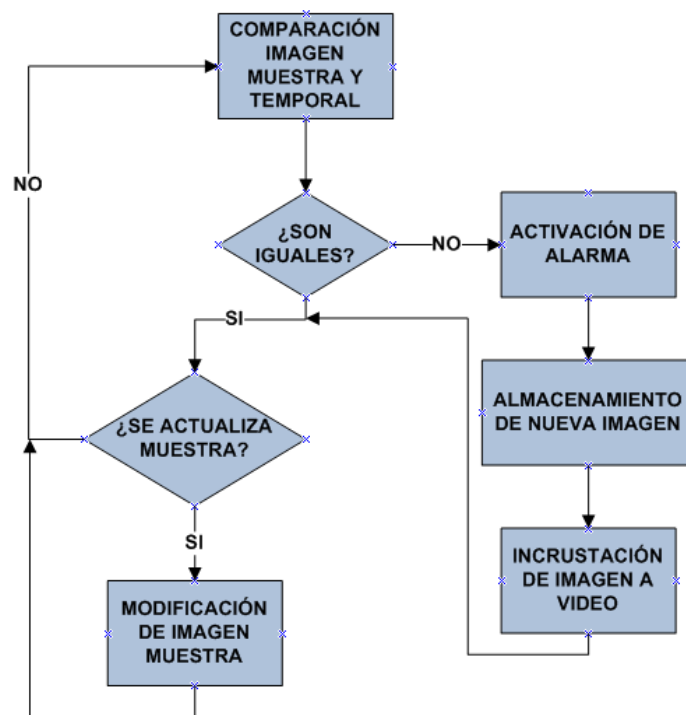 COMPARACIÓN
IMAGEN
MUESTRA Y
TEMPORAL
NO
¿SON
IGUALES?
NO
ACTIVACIÓN DE
ALARMA
SI
ALMACENAMIENTO
DE NUEVA IMAGEN
¿SE ACTUALIZA
MUESTRA?
SI
INCRUSTACIÓN
DE IMAGEN A
VIDEO
MODIFICACIÓN
DE IMAGEN
MUESTRA